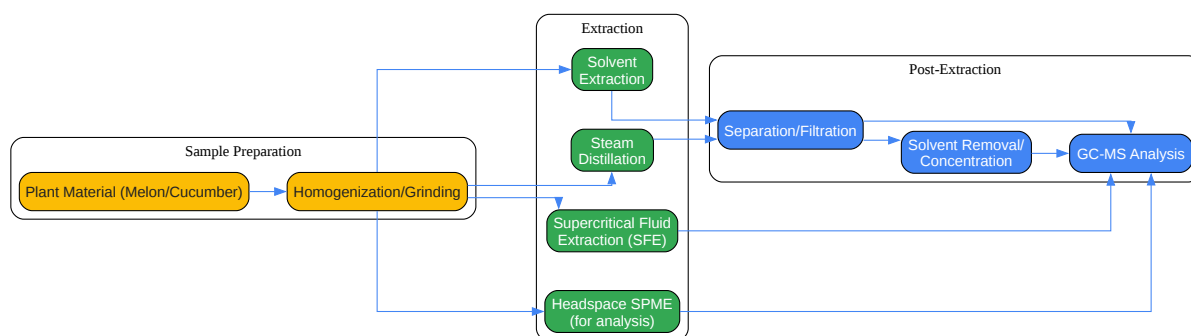 Sample Preparation
Plant Material (Melon/Cucumber)
Homogenization/Grinding
Extraction
Solvent
Extraction
Steam
Distillation
Supercritical Fluid
Extraction (SFE)
Headspace SPME
(for analysis)
Post-Extraction
Separation/Filtration
Solvent Removal/
Concentration
GC-MS Analysis